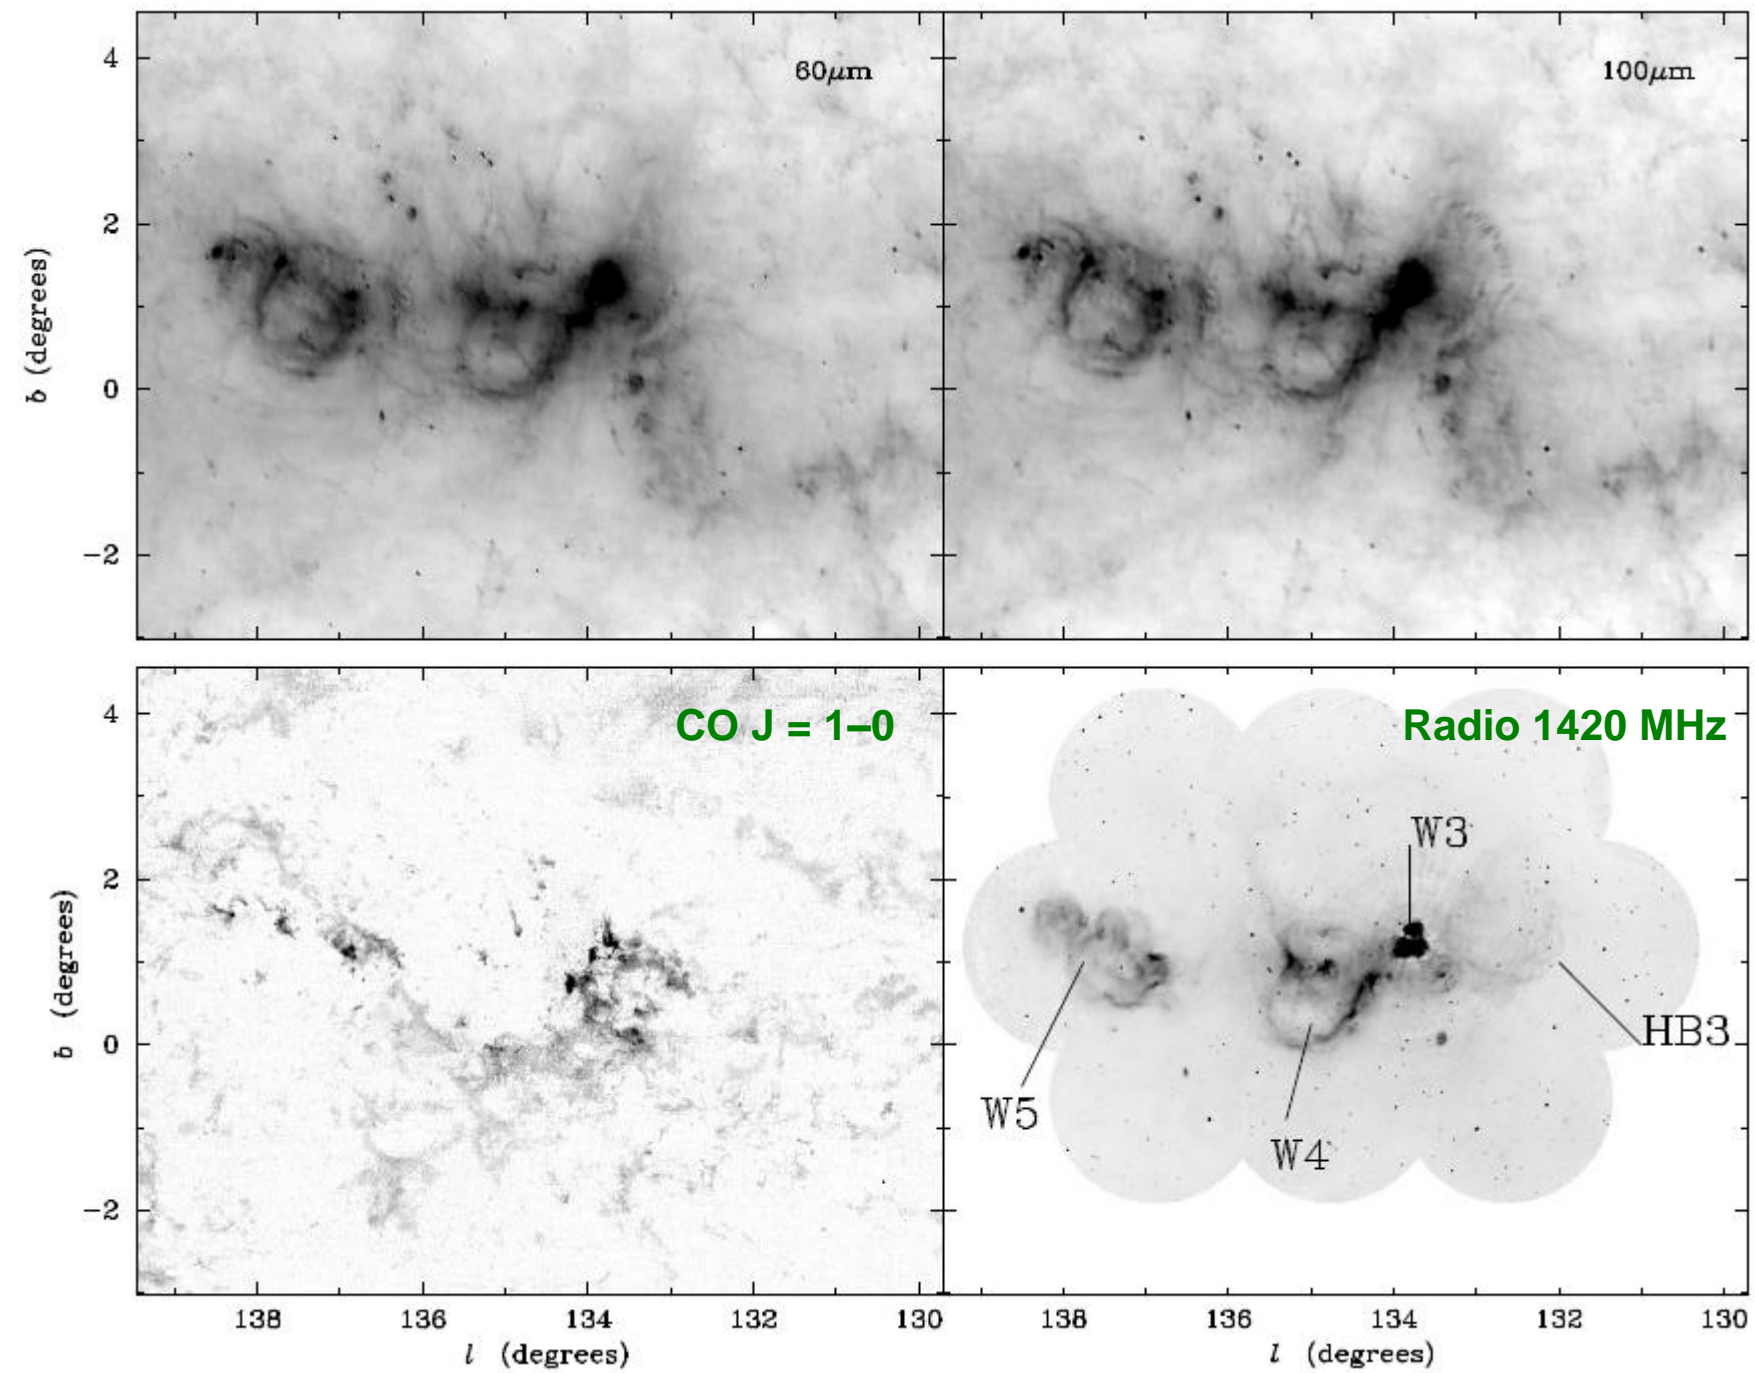 60μm
100μm
4
2
0
−2
b (degrees)
CO J = 1–0
Radio 1420 MHz
4
2
0
−2
b (degrees)
W3
HB3
W5
W4
138 136 134 132 130
138 136 134 132 130
l (degrees)
l (degrees)